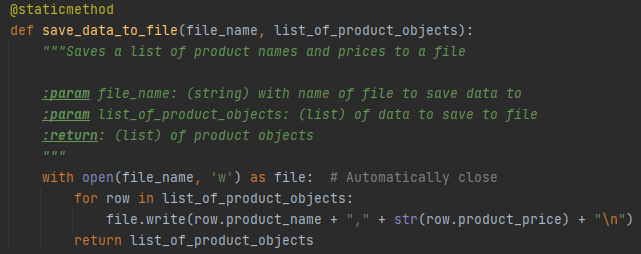 @staticmethod
def save_data_to_file(file_name, list_of_product_objects):
    """Saves a list of product names and prices to a file

    :param file_name: (string) with name of file to save data to
    :param list_of_product_objects: (list) of data to save to file
    :return: (list) of product objects
    """
    with open(file_name, 'w') as file:  # Automatically close
        for row in list_of_product_objects:
            file.write(row.product_name + "," + str(row.product_price) + "\n")
        return list_of_product_objects